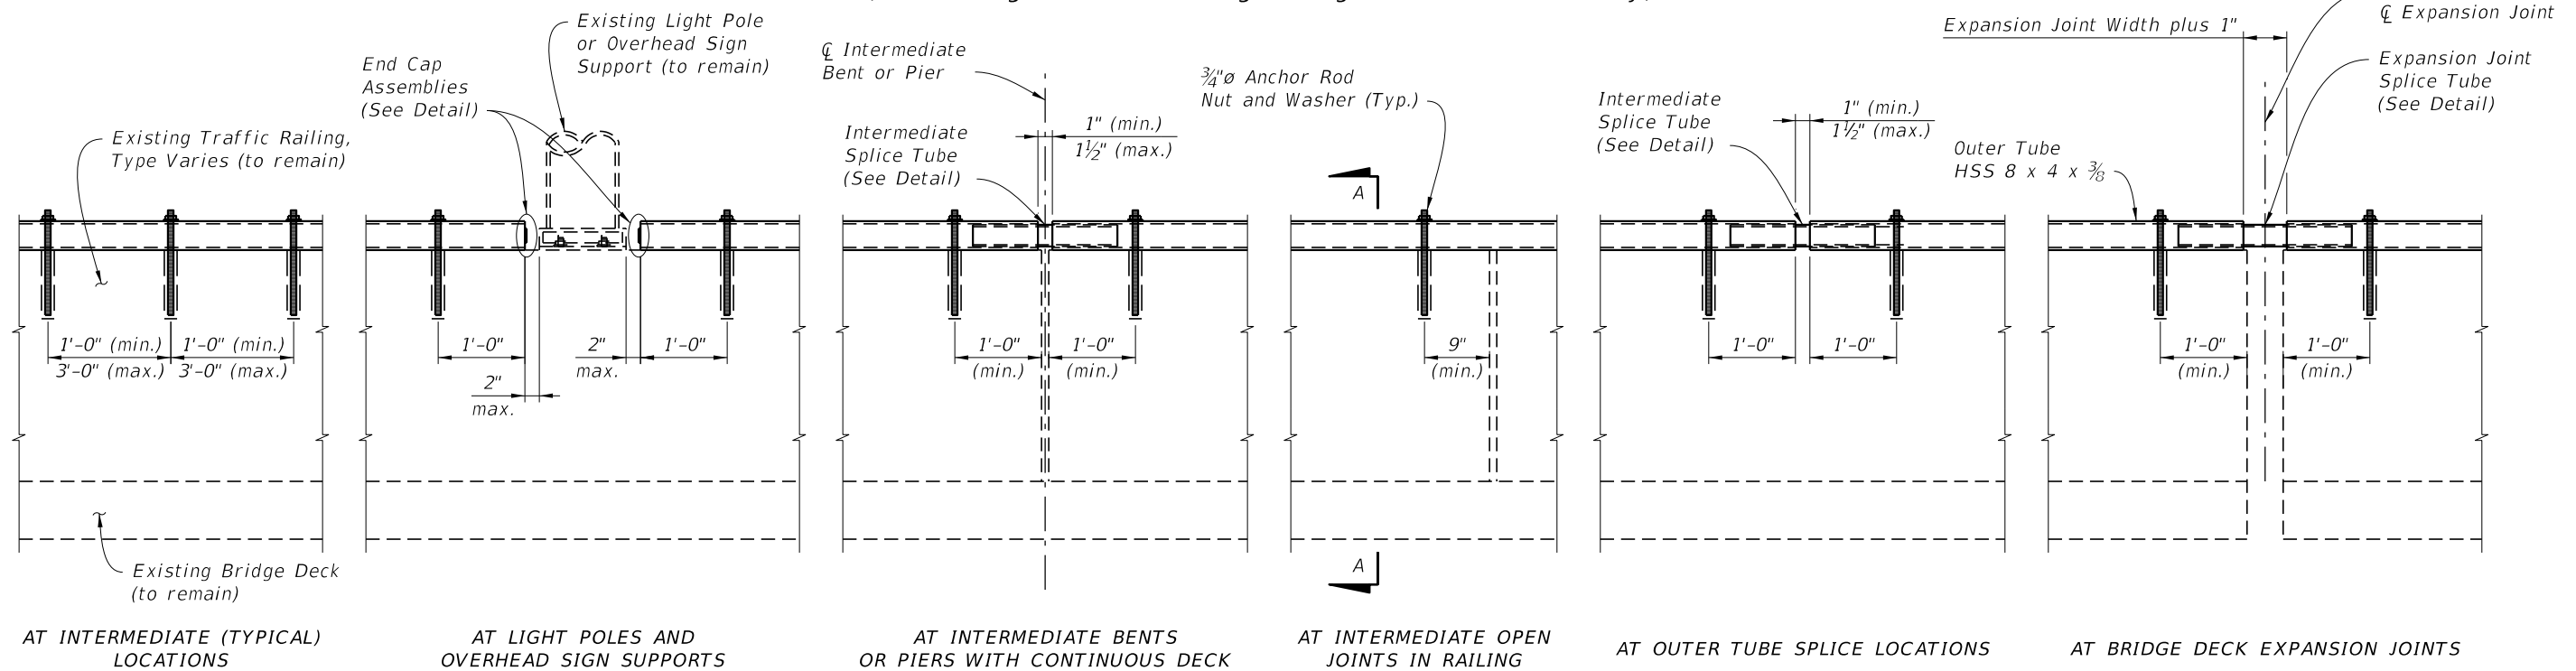 Existing Traffic Railing,
Type Varies (to remain)
1'-0" (min.)
3'-0" (max.)
1'-0" (min.)
3'-0" (max.)
Existing Bridge Deck
(to remain)
AT INTERMEDIATE (TYPICAL)
LOCATIONS
Existing Light Pole
or Overhead Sign
Support (to remain)
End Cap
Assemblies
(See Detail)
1'-0"
2"
max.
2"
max.
1'-0"
AT LIGHT POLES AND
OVERHEAD SIGN SUPPORTS
℄ Intermediate
Bent or Pier
Intermediate
Splice Tube
(See Detail)
1" (min.)
1½" (max.)
1'-0"
(min.)
1'-0"
(min.)
AT INTERMEDIATE BENTS
OR PIERS WITH CONTINUOUS DECK
¾"ø Anchor Rod
Nut and Washer (Typ.)
A
9"
(min.)
A
AT INTERMEDIATE OPEN
JOINTS IN RAILING
Intermediate
Splice Tube
(See Detail)
1" (min.)
1½" (max.)
1'-0"
1'-0"
AT OUTER TUBE SPLICE LOCATIONS
Expansion Joint Width plus 1"
℄ Expansion Joint
Expansion Joint
Splice Tube
(See Detail)
Outer Tube
HSS 8 x 4 x ⅜
1'-0"
(min.)
1'-0"
(min.)
AT BRIDGE DECK EXPANSION JOINTS